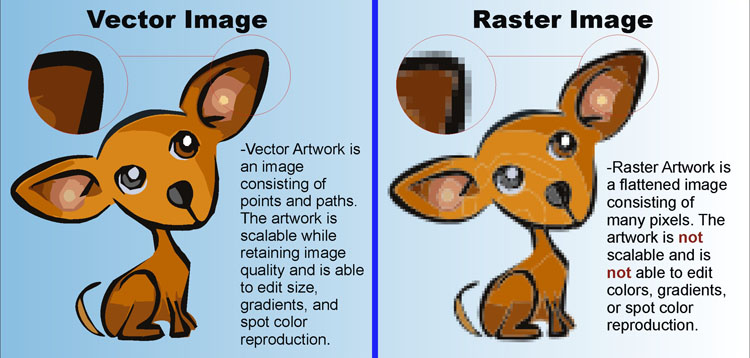 Vector Image
-Vector Artwork is
an image
consisting of
points and paths.
The artwork is
scalable while
retaining image
quality and is able
to edit size,
gradients, and
spot color
reproduction.
Raster Image
-Raster Artwork is
a flattened image
consisting of
many pixels. The
artwork is not
scalable and is
not able to edit
colors, gradients,
or spot color
reproduction.